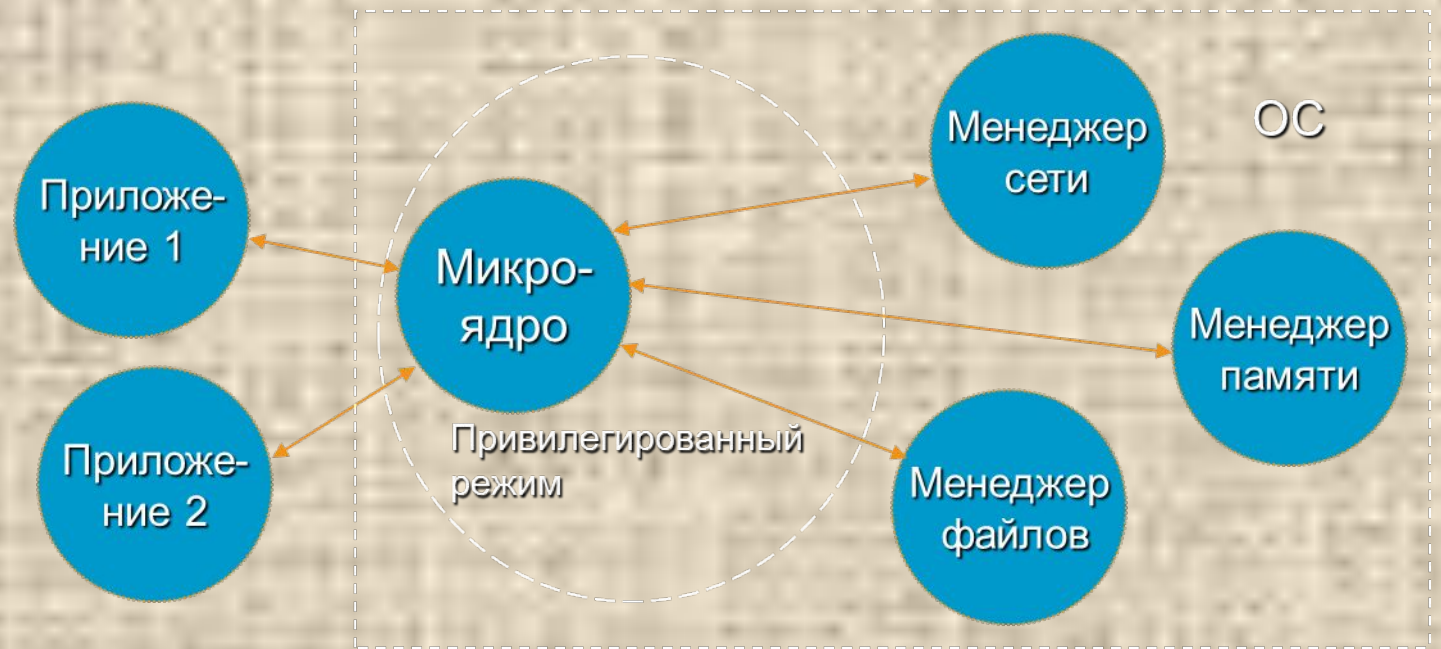 Приложе-
ние 1
Приложе-
ние 2
Микро-
ядро
Привилегированный
режим
Менеджер
сети
ОС
Менеджер
памяти
Менеджер
файлов